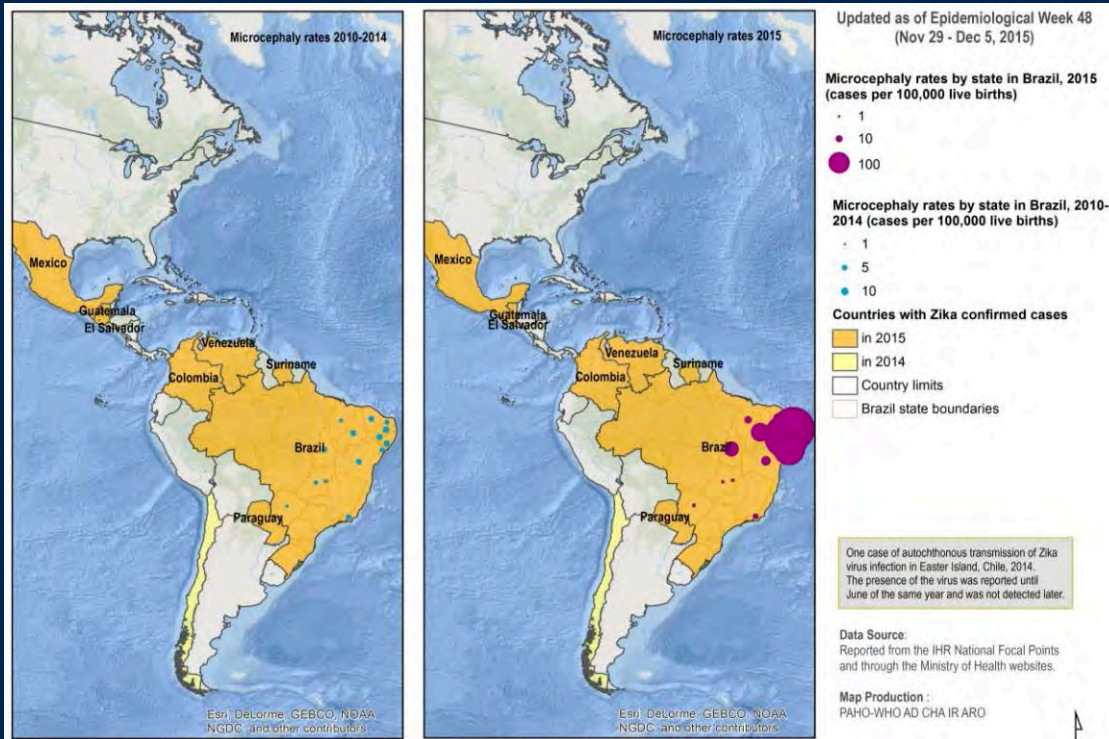 Microcephaly rates 2010-2014
Mexico
Guatemala
El Salvador
Venezuela
Suriname
Colombia
Brazil
Paraguay
Esri, DeLorme, GEBCO, NOAA
NGDC, and other contributors
Microcephaly rates 2015
Mexico
Guatemala
El Salvador
Venezuela
Suriname
Colombia
Brazil
Paraguay
Esri, DeLorme, GEBCO, NOAA
NGDC, and other contributors
Updated as of Epidemiological Week 48
(Nov 29 - Dec 5, 2015)
Microcephaly rates by state in Brazil, 2015
(cases per 100,000 live births)
1
10
100
Microcephaly rates by state in Brazil, 2010-
2014 (cases per 100,000 live births)
1
5
10
Countries with Zika confirmed cases
in 2015
in 2014
Country limits
Brazil state boundaries
One case of autochthonous transmission of Zika
virus infection in Easter Island, Chile, 2014.
The presence of the virus was reported until
June of the same year and was not detected later.
Data Source:
Reported from the IHR National Focal Points
and through the Ministry of Health websites.
Map Production :
PAHO-WHO AD CHA IR ARO